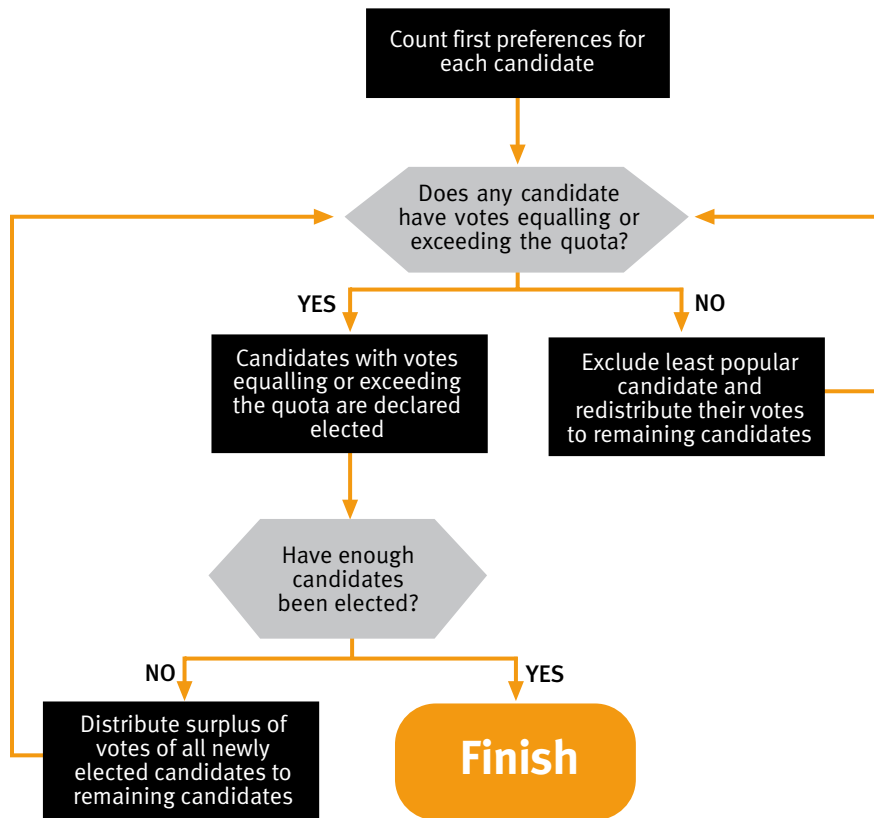 Count first preferences for
each candidate
Does any candidate
have votes equalling or
exceeding the quota?
YES
NO
Candidates with votes
equalling or exceeding
the quota are declared
elected
Exclude least popular
candidate and
redistribute their votes
to remaining candidates
Have enough
candidates
been elected?
NO
YES
Distribute surplus of
votes of all newly
elected candidates to
remaining candidates
Finish